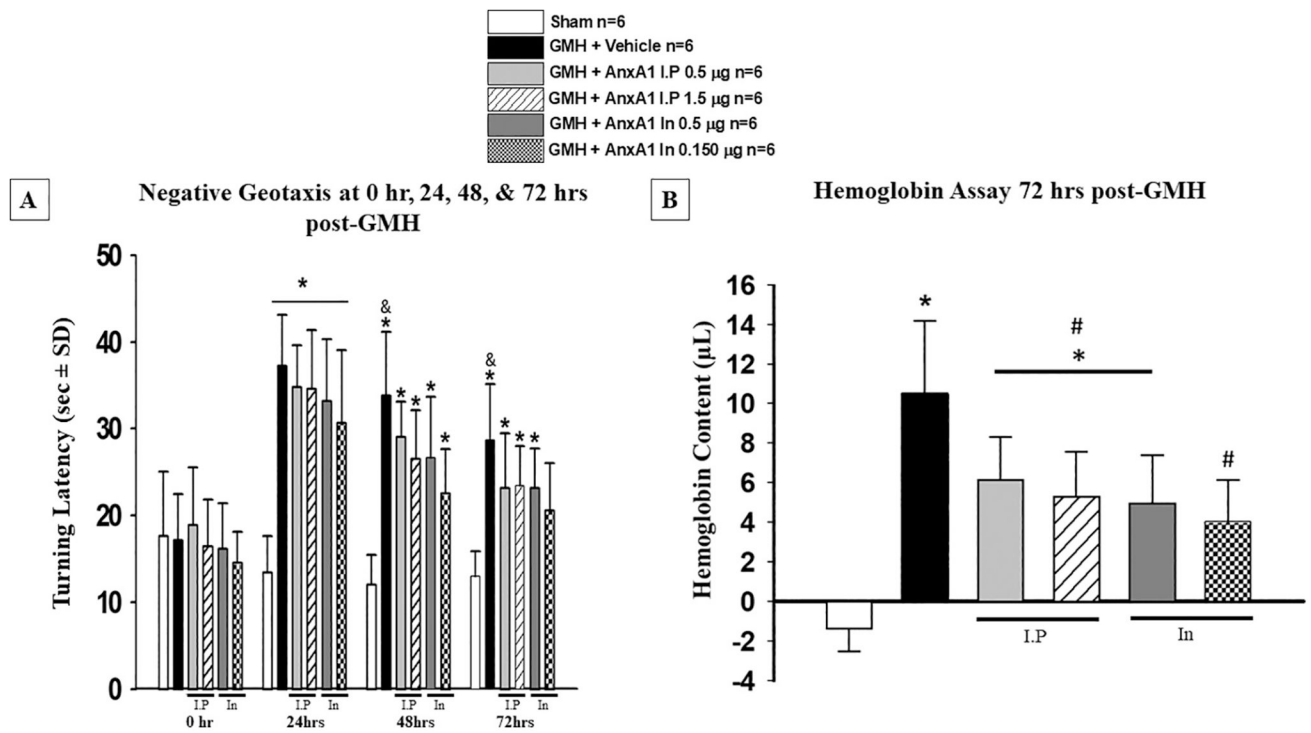 Sham n=6
GMH + Vehicle n=6
GMH + AnxA1 I.P 0.5 µg n=6
GMH + AnxA1 I.P 1.5 µg n=6
GMH + AnxA1 In 0.5 µg n=6
GMH + AnxA1 In 0.150 µg n=6
A
Negative Geotaxis at 0 hr, 24, 48, & 72 hrs
post-GMH
Turning Latency (sec ± SD)
50
40
30
20
10
0
*
&
*
* * *
*
&
*
* * *
I.P In I.P In I.P In I.P In
0 hr 24hrs 48hrs 72hrs
B
Hemoglobin Assay 72 hrs post-GMH
Hemoglobin Content (µL)
16
14
12
10
8
6
4
2
0
-2
-4
*
#
*
#
I.P In